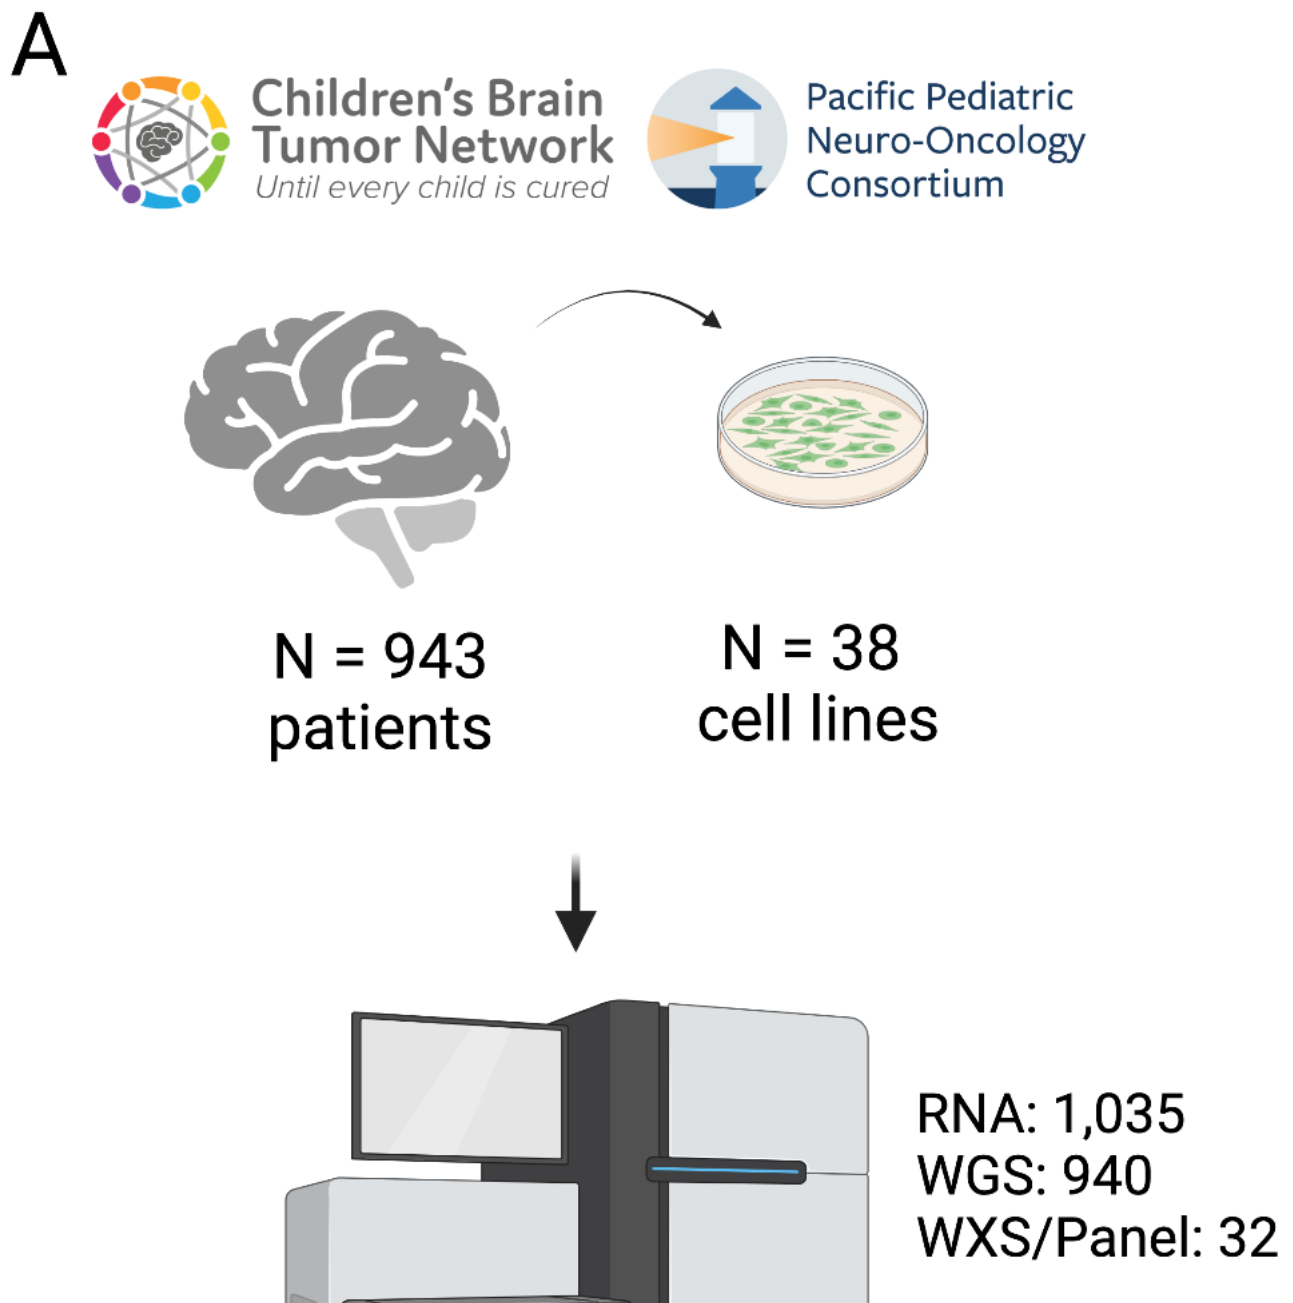 A
Children's Brain
Tumor Network
Until every child is cured
Pacific Pediatric
Neuro-Oncology
Consortium
N = 943
patients
N = 38
cell lines
RNA: 1,035
WGS: 940
WXS/Panel: 32